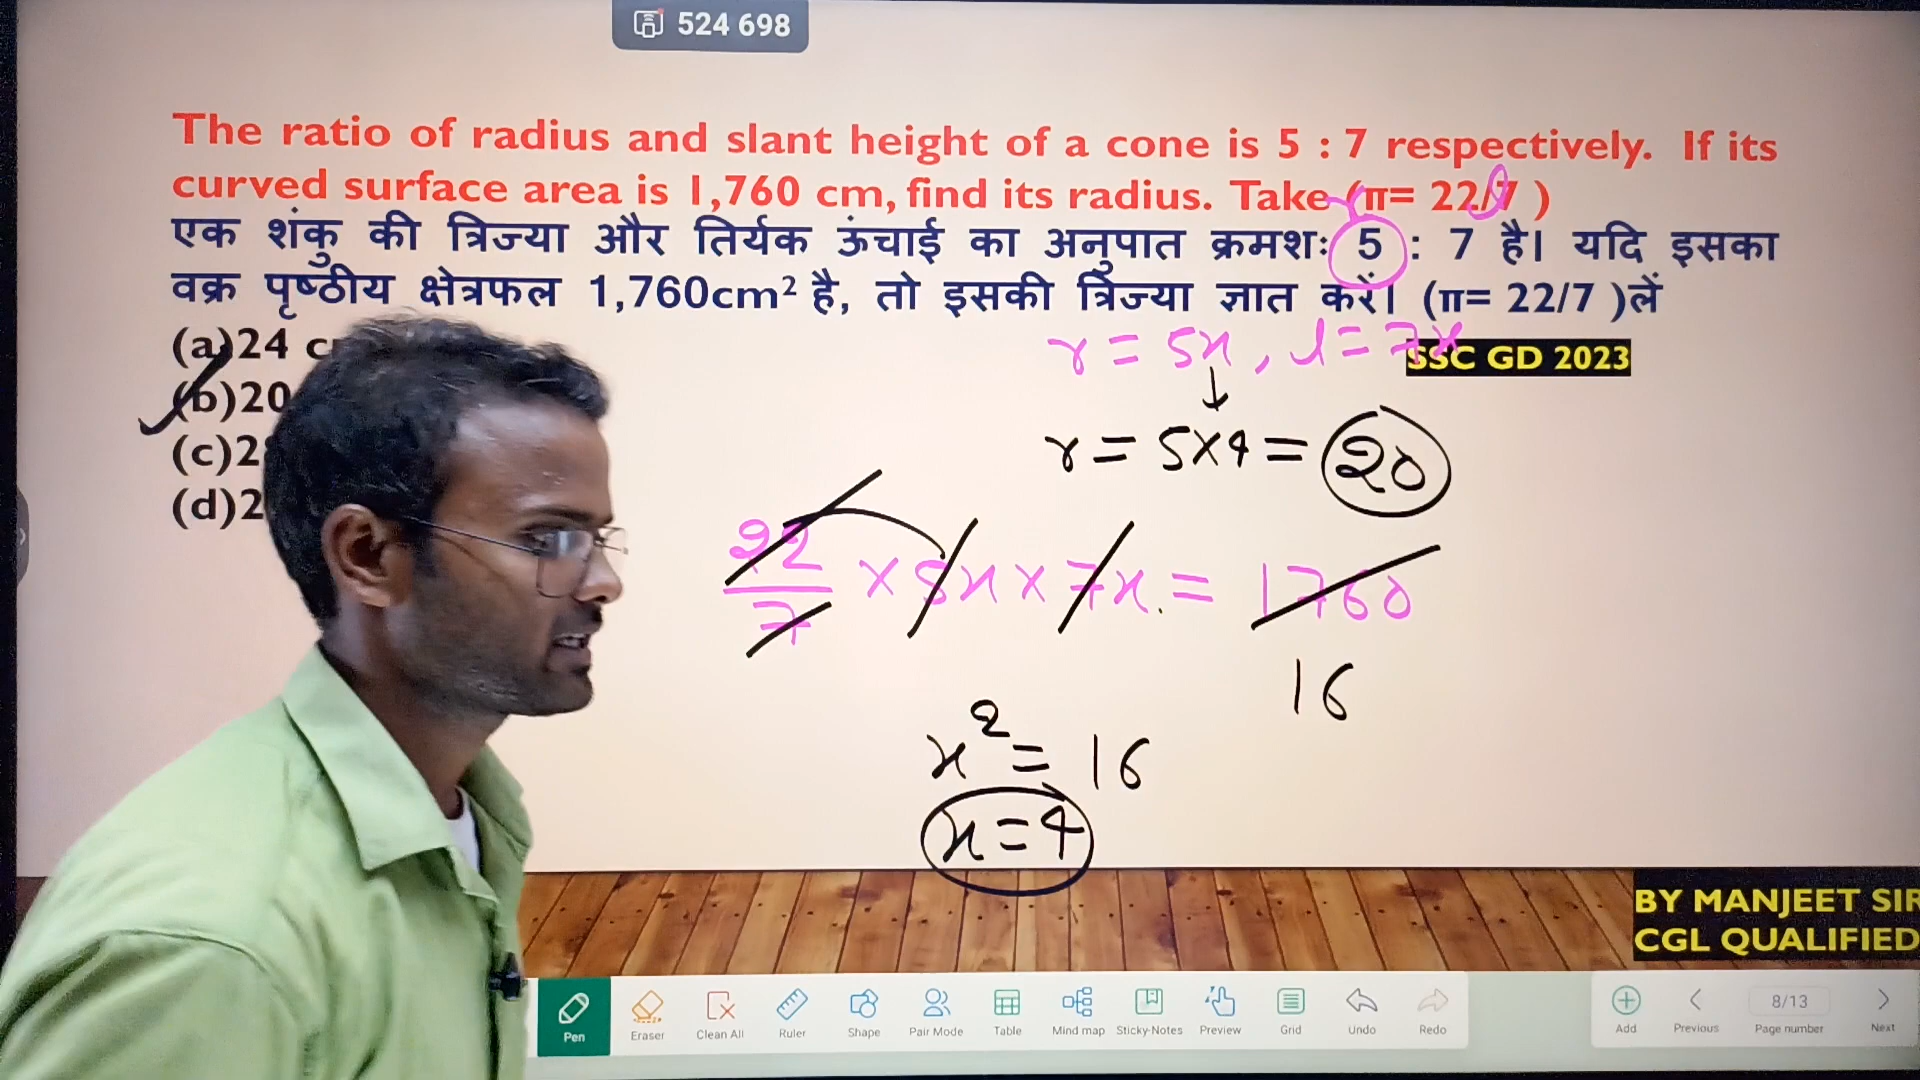 524 698
The ratio of radius and slant height of a cone is 5 : 7 respectively. If its
curved surface area is 1,760 cm, find its radius. Take (π= 22/7 )
r l
एक शंकु की त्रिज्या और तिर्यक ऊंचाई का अनुपात क्रमशः 5 : 7 है। यदि इसका
वक्र पृष्ठीय क्षेत्रफल 1,760cm² है, तो इसकी त्रिज्या ज्ञात करें। (π= 22/7 )लें
(a)24
(b)20
(c)2
(d)2
r = 5x, l = 7x
SSC GD 2023
r = 5×4 = 20
22/7 × 5x × 7x = 1760
16
x² = 16
x = 4
BY MANJEET SIR
CGL QUALIFIED
Pen Eraser Clean All Ruler Shape Pair Mode Table Mind map Sticky-Notes Preview Grid Undo Redo
Add Previous 8/13 Page number Next